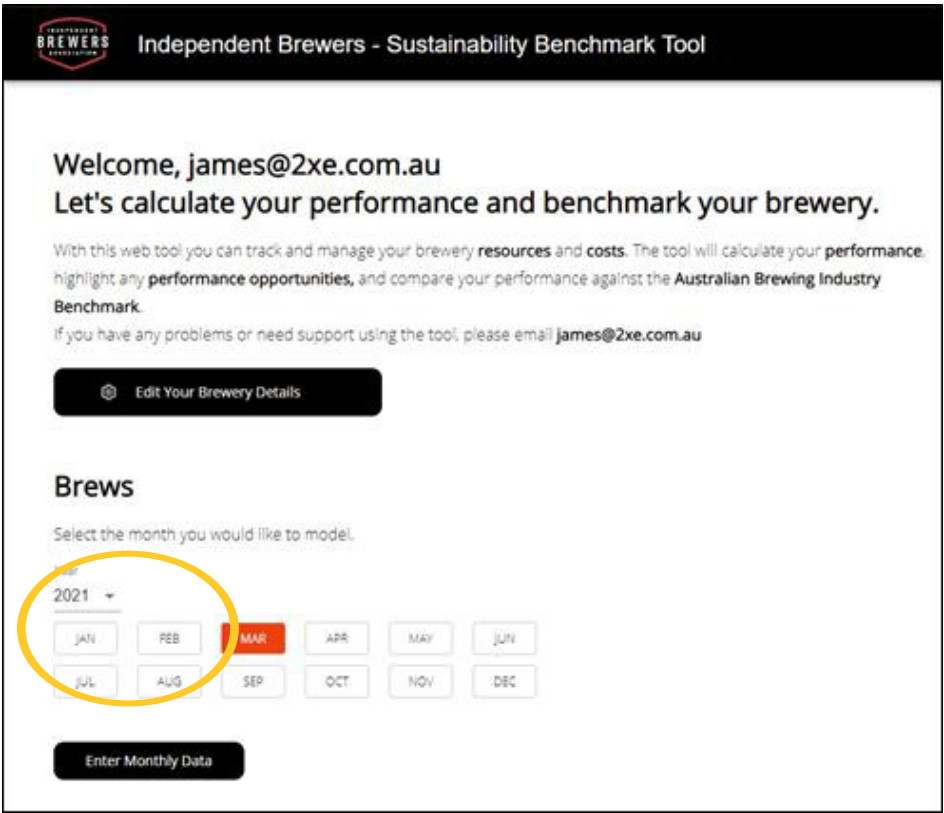 INDEPENDENT
BREWERS
ASSOCIATION
Independent Brewers - Sustainability Benchmark Tool
Welcome, james@2xe.com.au
Let's calculate your performance and benchmark your brewery.
With this web tool you can track and manage your brewery resources and costs. The tool will calculate your performance,
highlight any performance opportunities, and compare your performance against the Australian Brewing Industry
Benchmark.
If you have any problems or need support using the tool, please email james@2xe.com.au
Edit Your Brewery Details
Brews
Select the month you would like to model.
Year
2021
JAN FEB MAR APR MAY JUN
JUL AUG SEP OCT NOV DEC
Enter Monthly Data